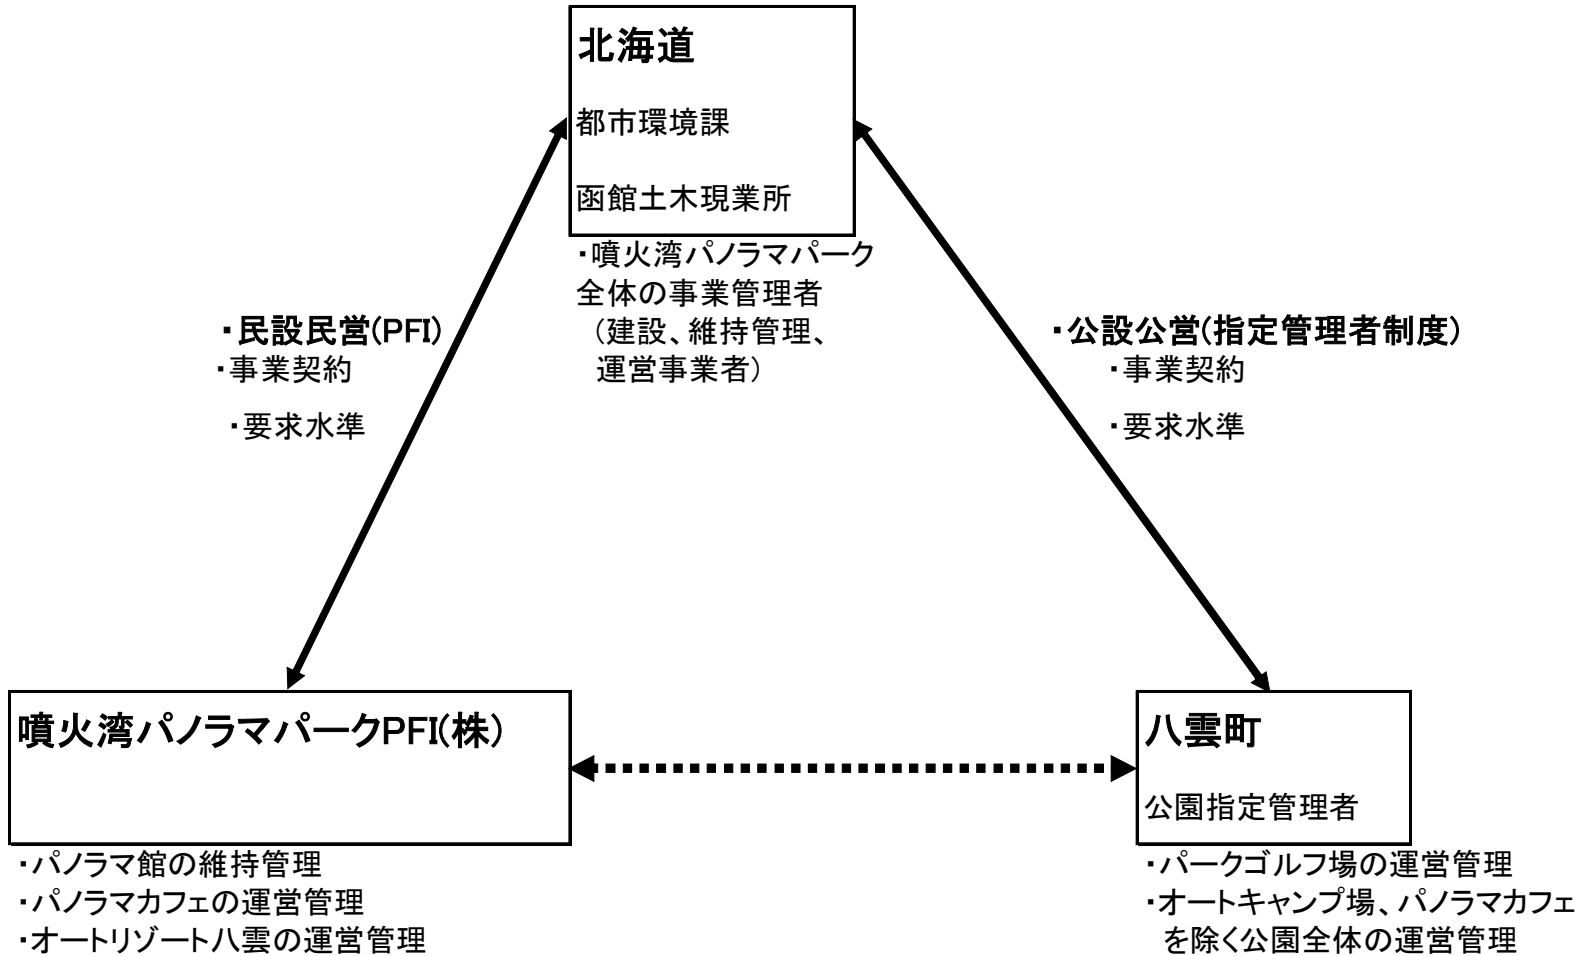 北海道
都市環境課
函館土木現業所
・噴火湾パノラマパーク
全体の事業管理者
(建設、維持管理、
運営事業者)
・民設民営(PFI)
・事業契約
・要求水準
・公設公営(指定管理者制度)
・事業契約
・要求水準
噴火湾パノラマパークPFI(株)
・パノラマ館の維持管理
・パノラマカフェの運営管理
・オートリゾート八雲の運営管理
八雲町
公園指定管理者
・パークゴルフ場の運営管理
・オートキャンプ場、パノラマカフェ
を除く公園全体の運営管理